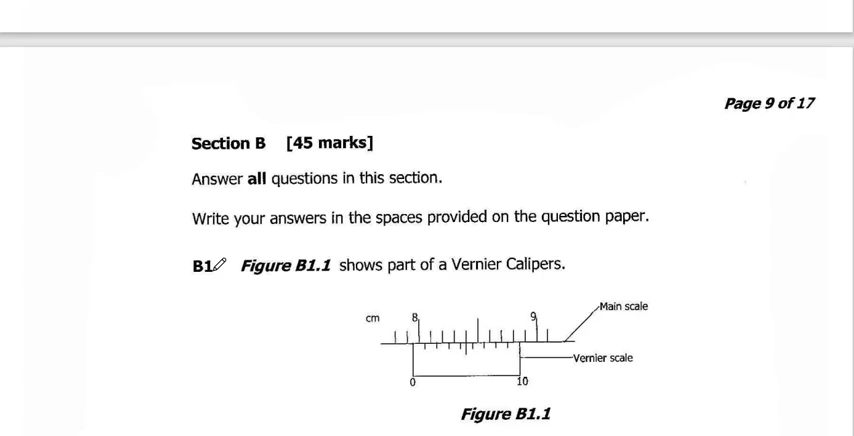 Page 9 of 17
Section B [45 marks]
Answer all questions in this section.
Write your answers in the spaces provided on the question paper.
B1 Figure B1.1 shows part of a Vernier Calipers.
Main scale
cm 8 9
Vernier scale
0 10
Figure B1.1